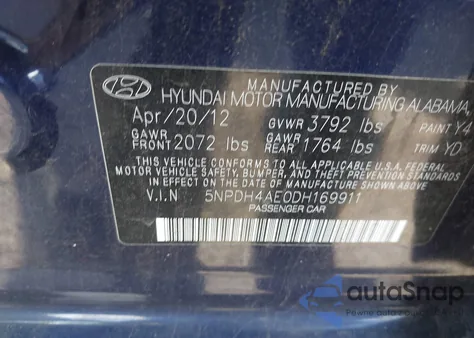 MANUFACTURED BY
HYUNDAI MOTOR MANUFACTURING ALABAMA,
Apr/20/12 GVWR 3792 lbs PAINT
GAWR FRONT 2072 lbs GAWR REAR 1764 lbs TRIM YD
THIS VEHICLE CONFORMS TO ALL APPLICABLE U.S.A. FEDERAL
MOTOR VEHICLE SAFETY, BUMPER, AND THEFT PREVENTION STANDARDS
IN EFFECT ON THE DATE OF MANUFACTURE SHOWN ABOVE.
V.I.N 5NPDH4AE0DH169911
PASSENGER CAR
autoSnap